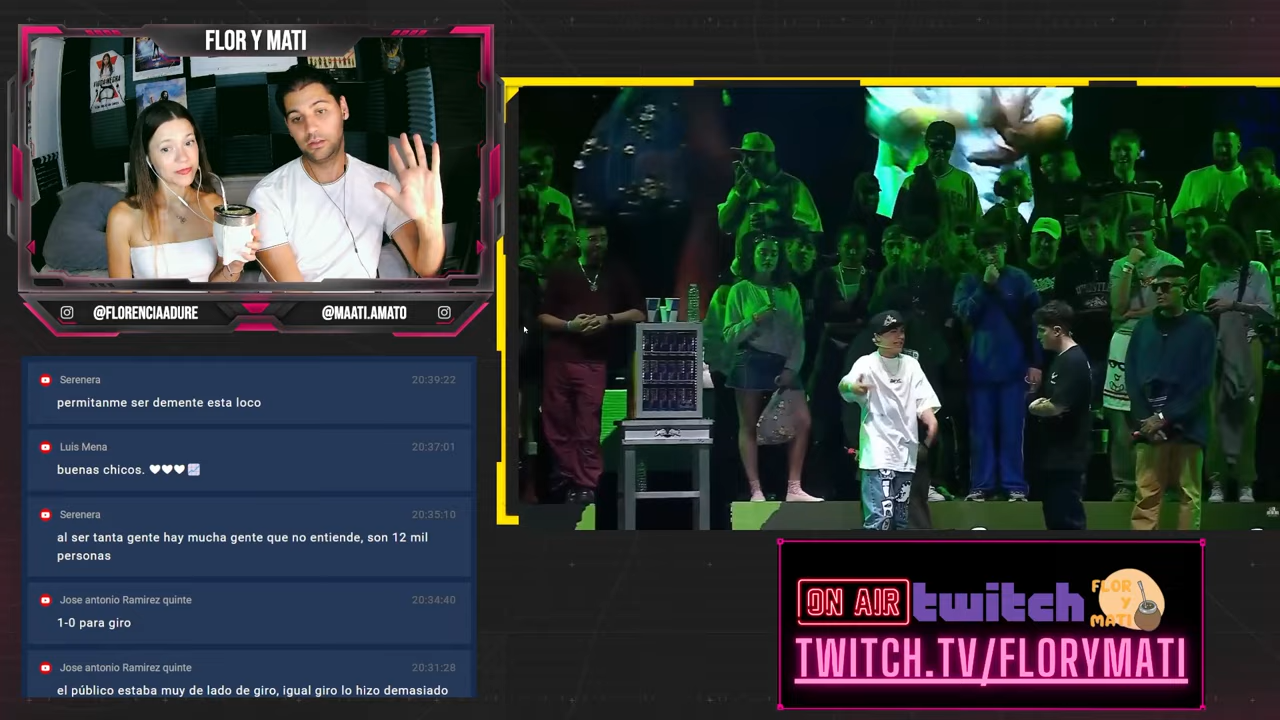 FLOR Y MATI
@FLORENCIAADURE
@MAATI.AMATO
Serenera
20:39:22
permitanme ser demente esta loco
Luis Mena
20:37:01
buenas chicos. ♥♥♥
Serenera
20:35:10
al ser tanta gente hay mucha gente que no entiende, son 12 mil
personas
Jose antonio Ramirez quinte
20:34:40
1-0 para giro
Jose antonio Ramirez quinte
20:31:28
el público estaba muy de lado de giro, igual giro lo hizo demasiado
ON AIR
twitch
FLOR
Y
MATI
TWITCH.TV/FLORYMATI